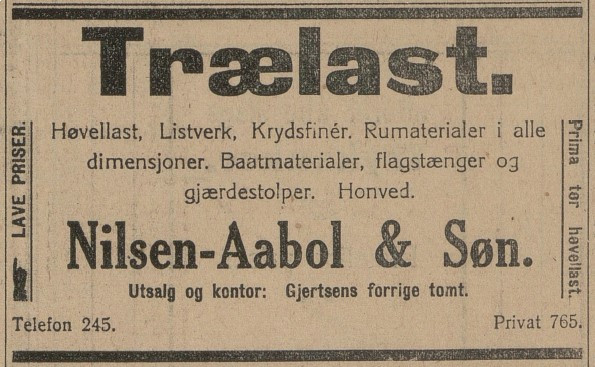 Trælast.
LAVE PRISER.
Høvellast, Listverk, Krydsfinér. Rumaterialer i alle
dimensjoner. Baatmaterialer, flagstænger og
gjærdestolper. Honved.
Prima tør høvellast.
Nilsen-Aabol & Søn.
Utsalg og kontor: Gjertsens forrige tomt.
Telefon 245.
Privat 765.